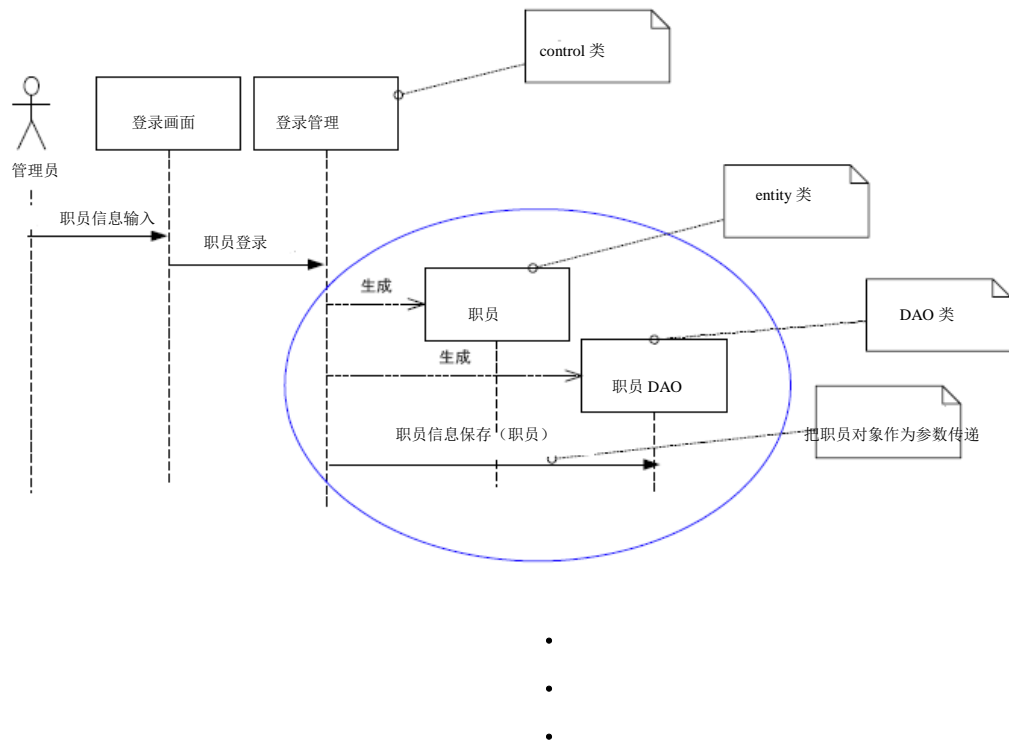 control 类
登录画面
登录管理
管理员
entity 类
职员信息输入
职员登录
生成
职员
DAO 类
生成
职员 DAO
职员信息保存（职员）
把职员对象作为参数传递